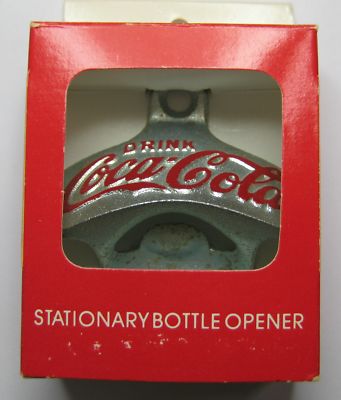 DRINK
Coca-Cola
STATIONARY BOTTLE OPENER